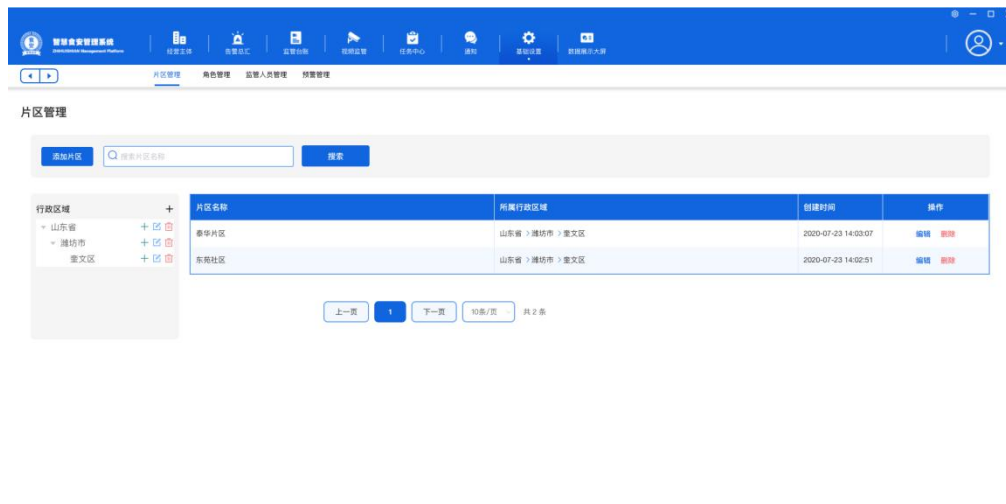 智慧食安管理系统
经营主体 告警总汇 监管台账 视频监管 任务中心 通知 基础设置 数据展示大屏
片区管理 角色管理 监管人员管理 预警管理
片区管理
添加片区 搜索片区名称 搜索
行政区域 +
片区名称 所属行政区域 创建时间 操作
山东省
泰华片区 山东省 > 潍坊市 > 奎文区 2020-07-23 14:03:07 编辑 删除
潍坊市
奎文区
东苑社区 山东省 > 潍坊市 > 奎文区 2020-07-23 14:02:51 编辑 删除
上一页 1 下一页 10条/页 共 2 条